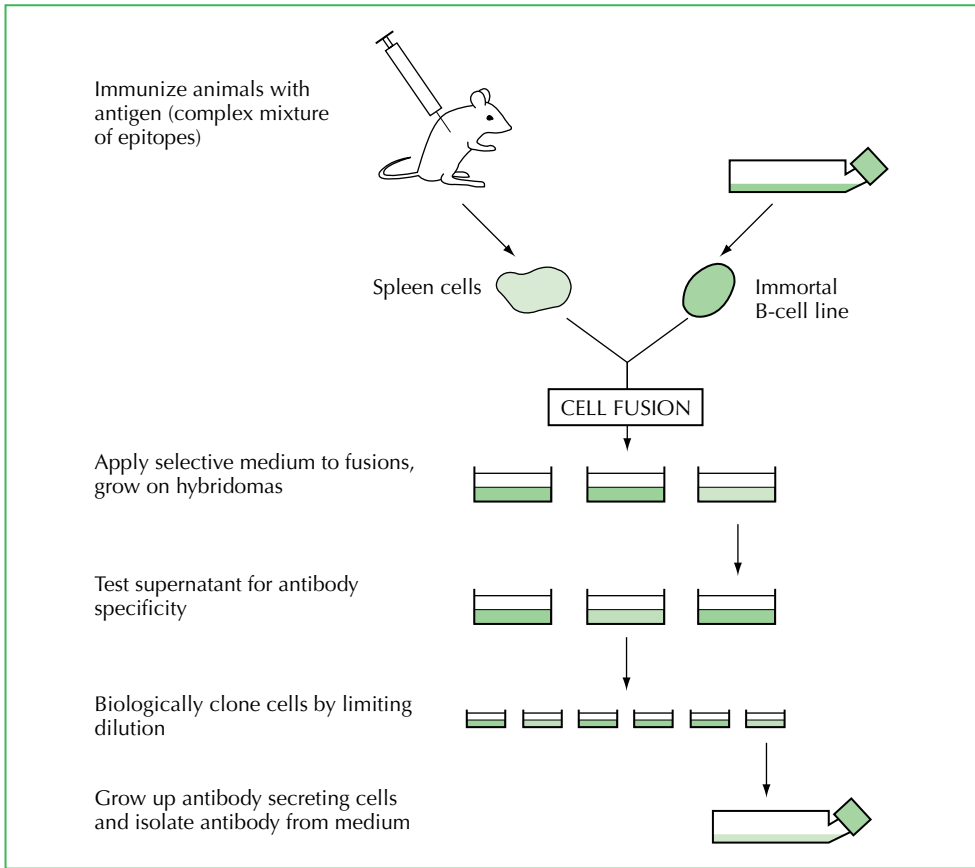 Immunize animals with
antigen (complex mixture
of epitopes)
Spleen cells
Immortal
B-cell line
CELL FUSION
Apply selective medium to fusions,
grow on hybridomas
Test supernatant for antibody
specificity
Biologically clone cells by limiting
dilution
Grow up antibody secreting cells
and isolate antibody from medium